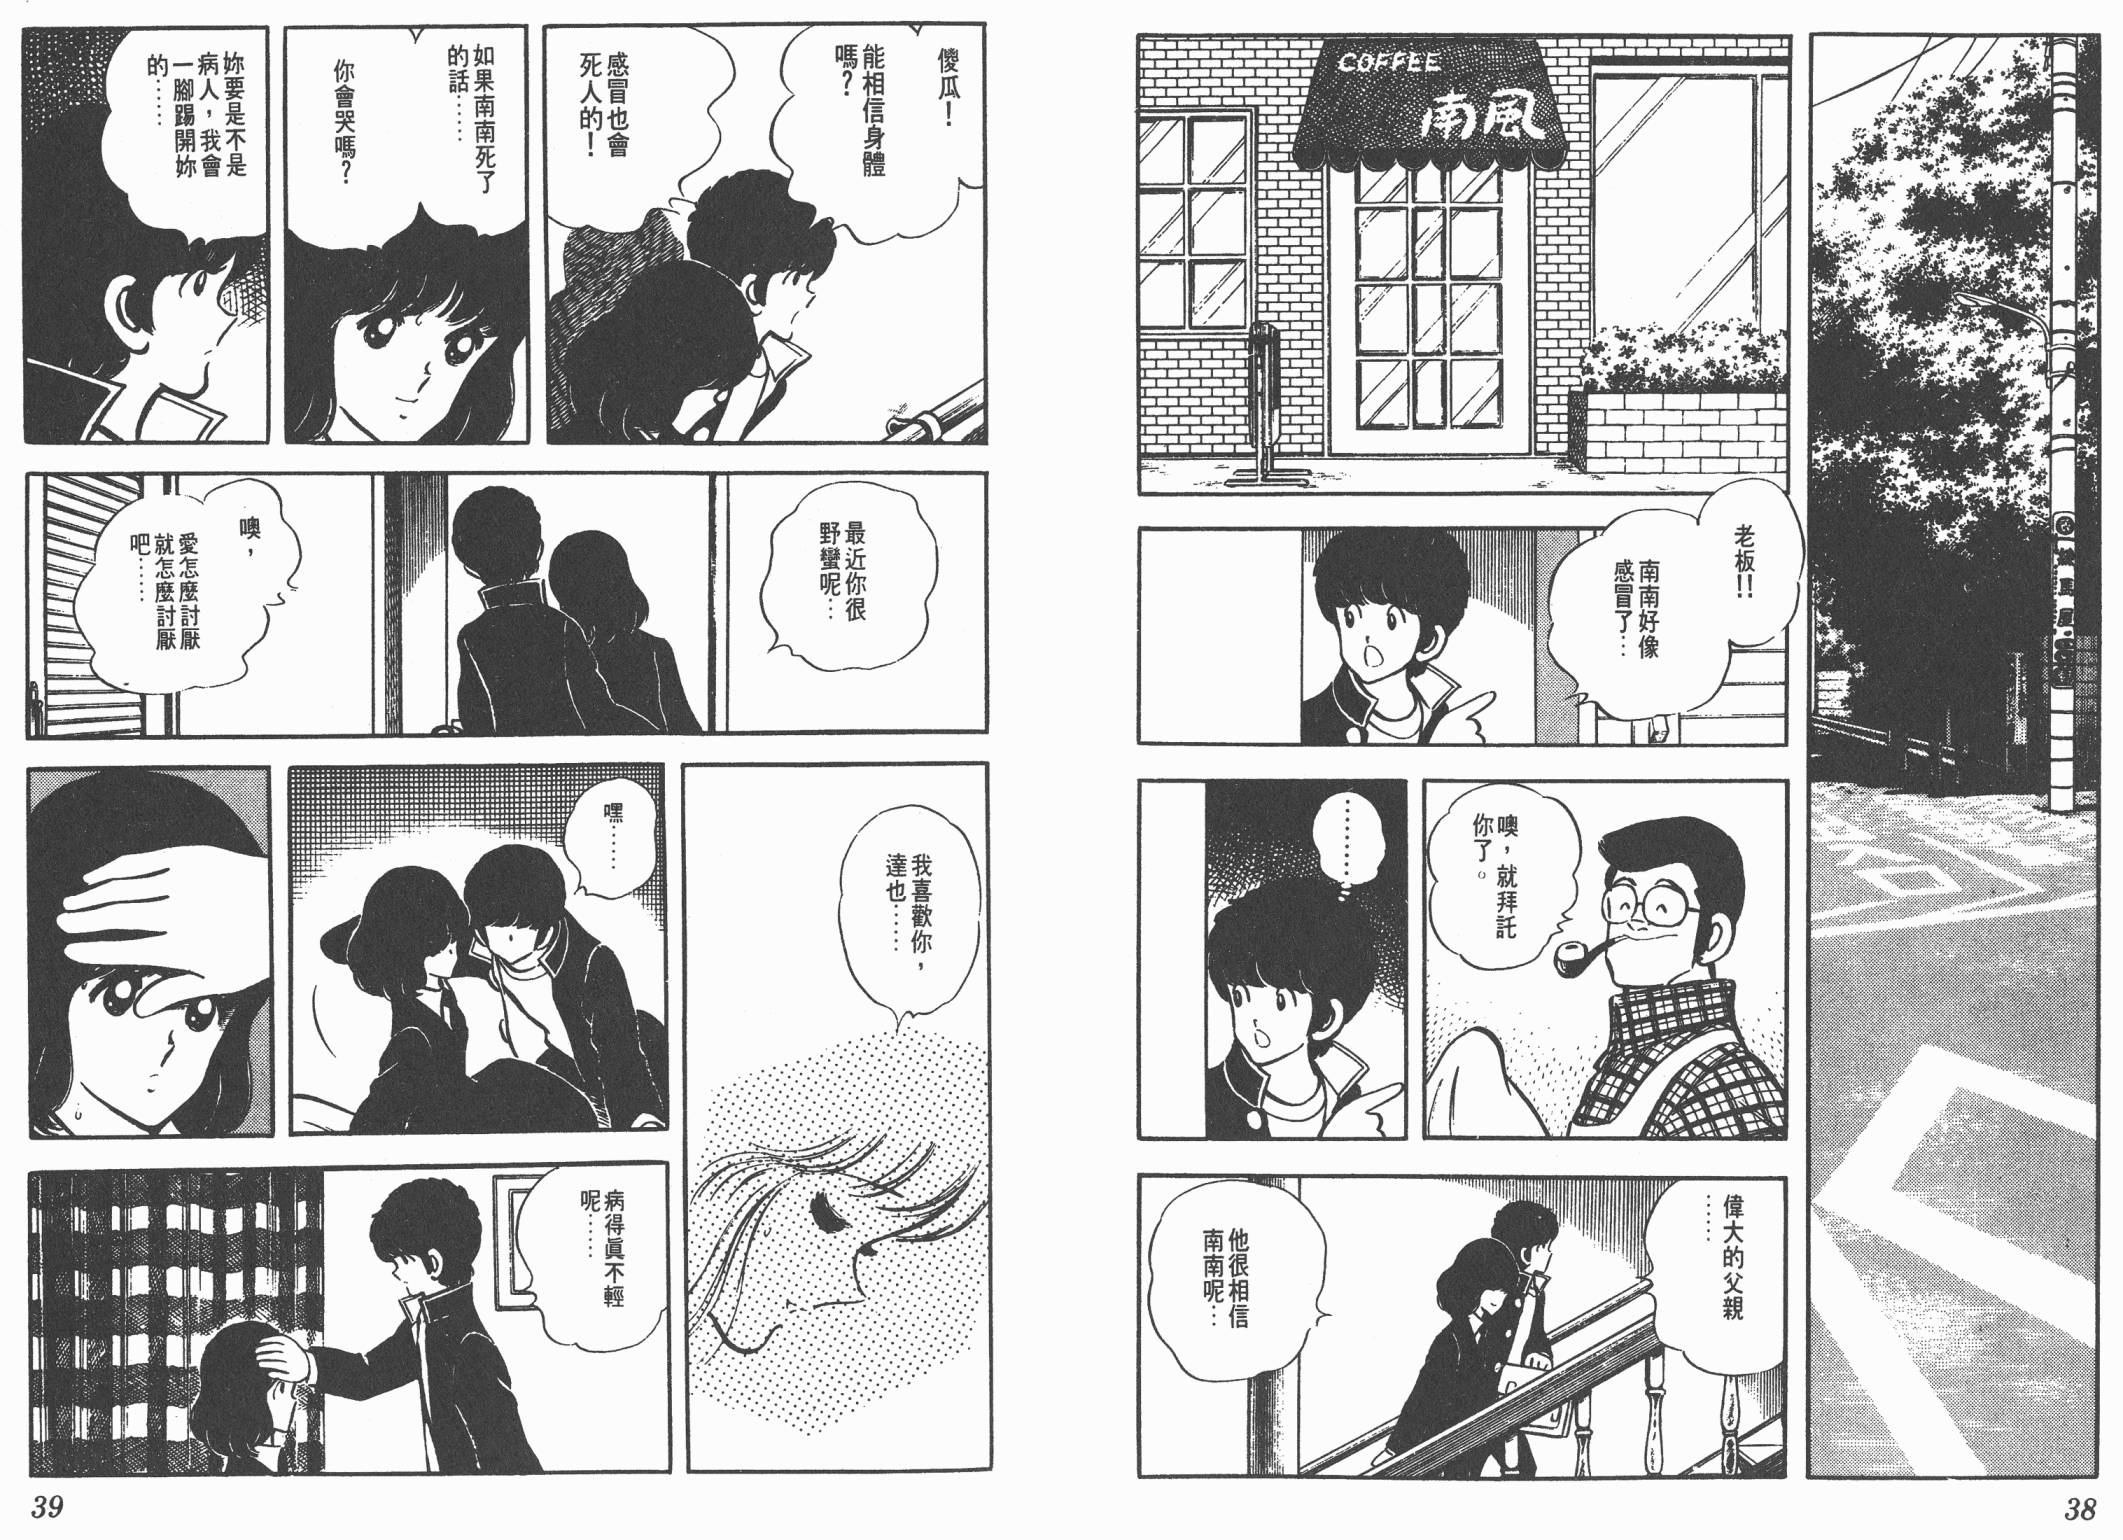 COFFEE
南風
老板!!
南南好像
感冒了…
噢，就拜託
你了。
………
偉大的父親
……
他很相信
南南呢…
38
傻瓜！
能相信身體
嗎？
感冒也會
死人的！
如果南南死了
的話……
你會哭嗎？
妳要是不是
病人，我會
一腳踢開妳
的……
最近你很
野蠻呢…
噢，
愛怎麼討厭
就怎麼討厭
吧……
我喜歡你，
達也……
嘿……
病得眞不輕
呢……
39